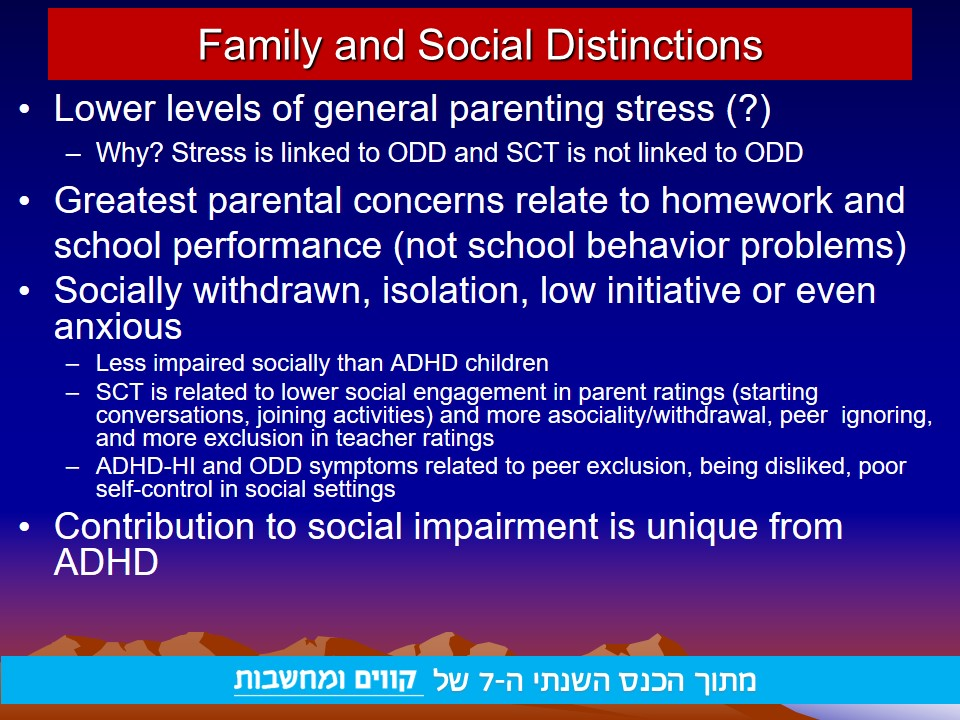 Family and Social Distinctions
• Lower levels of general parenting stress (?)
– Why? Stress is linked to ODD and SCT is not linked to ODD
• Greatest parental concerns relate to homework and
school performance (not school behavior problems)
• Socially withdrawn, isolation, low initiative or even
anxious
– Less impaired socially than ADHD children
– SCT is related to lower social engagement in parent ratings (starting
conversations, joining activities) and more asociality/withdrawal, peer ignoring,
and more exclusion in teacher ratings
– ADHD-HI and ODD symptoms related to peer exclusion, being disliked, poor
self-control in social settings
• Contribution to social impairment is unique from
ADHD
מתוך הכנס השנתי ה-7 של קווים ומחשבות